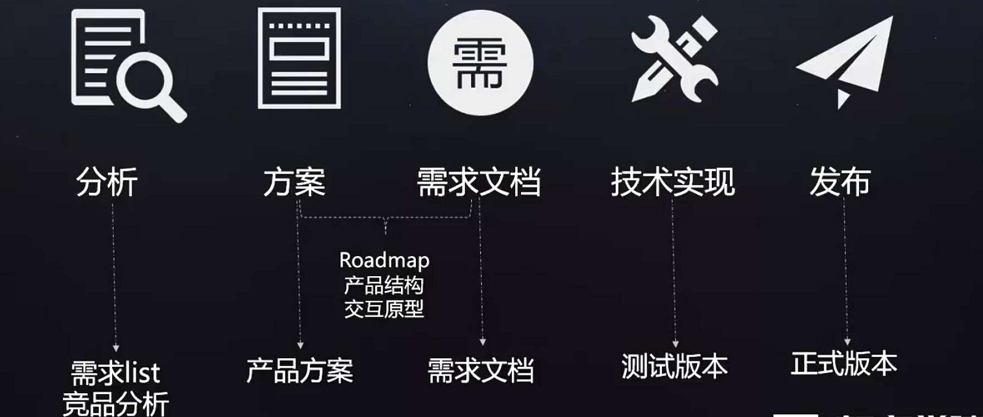 需
分析
方案
需求文档
技术实现
发布
Roadmap
产品结构
交互原型
需求list
竞品分析
产品方案
需求文档
测试版本
正式版本